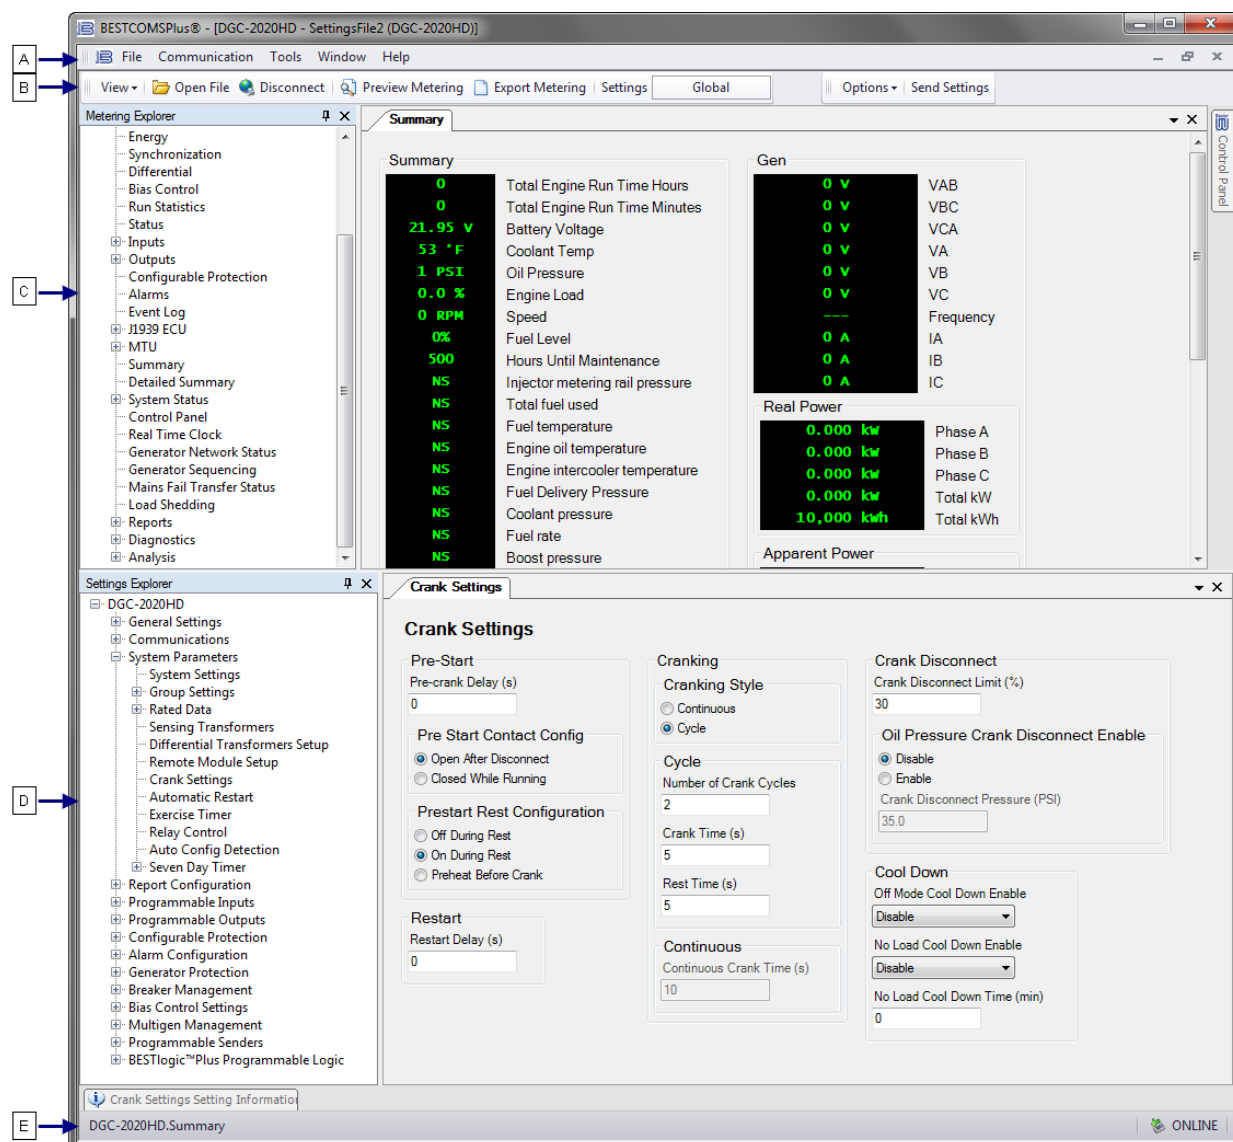 BESTCOMSPlus® - [DGC-2020HD - SettingsFile2 (DGC-2020HD)]
A
File Communication Tools Window Help
B
View Open File Disconnect Preview Metering Export Metering Settings Global Options Send Settings
Metering Explorer
Energy
Synchronization
Differential
Bias Control
Run Statistics
Status
Inputs
Outputs
Configurable Protection
C
Alarms
Event Log
J1939 ECU
MTU
Summary
Detailed Summary
System Status
Control Panel
Real Time Clock
Generator Network Status
Generator Sequencing
Mains Fail Transfer Status
Load Shedding
Reports
Diagnostics
Analysis
Summary
Summary
0 Total Engine Run Time Hours
0 Total Engine Run Time Minutes
21.95 V Battery Voltage
53 °F Coolant Temp
1 PSI Oil Pressure
0.0 % Engine Load
0 RPM Speed
0% Fuel Level
500 Hours Until Maintenance
NS Injector metering rail pressure
NS Total fuel used
NS Fuel temperature
NS Engine oil temperature
NS Engine intercooler temperature
NS Fuel Delivery Pressure
NS Coolant pressure
NS Fuel rate
NS Boost pressure
Gen
0 V VAB
0 V VBC
0 V VCA
0 V VA
0 V VB
0 V VC
--- Frequency
0 A IA
0 A IB
0 A IC
Real Power
0.000 kW Phase A
0.000 kW Phase B
0.000 kW Phase C
0.000 kW Total kW
10,000 kWh Total kWh
Apparent Power
Control Panel
Settings Explorer
DGC-2020HD
General Settings
Communications
System Parameters
System Settings
Group Settings
Rated Data
Sensing Transformers
Differential Transformers Setup
Remote Module Setup
Crank Settings
D
Automatic Restart
Exercise Timer
Relay Control
Auto Config Detection
Seven Day Timer
Report Configuration
Programmable Inputs
Programmable Outputs
Configurable Protection
Alarm Configuration
Generator Protection
Breaker Management
Bias Control Settings
Multigen Management
Programmable Senders
BESTlogic™Plus Programmable Logic
Crank Settings
Crank Settings
Pre-Start
Pre-crank Delay (s)
0
Pre Start Contact Config
Open After Disconnect
Closed While Running
Prestart Rest Configuration
Off During Rest
On During Rest
Preheat Before Crank
Restart
Restart Delay (s)
0
Cranking
Cranking Style
Continuous
Cycle
Cycle
Number of Crank Cycles
2
Crank Time (s)
5
Rest Time (s)
5
Continuous
Continuous Crank Time (s)
10
Crank Disconnect
Crank Disconnect Limit (%)
30
Oil Pressure Crank Disconnect Enable
Disable
Enable
Crank Disconnect Pressure (PSI)
35.0
Cool Down
Off Mode Cool Down Enable
Disable
No Load Cool Down Enable
Disable
No Load Cool Down Time (min)
0
Crank Settings Setting Information
E
DGC-2020HD.Summary
ONLINE